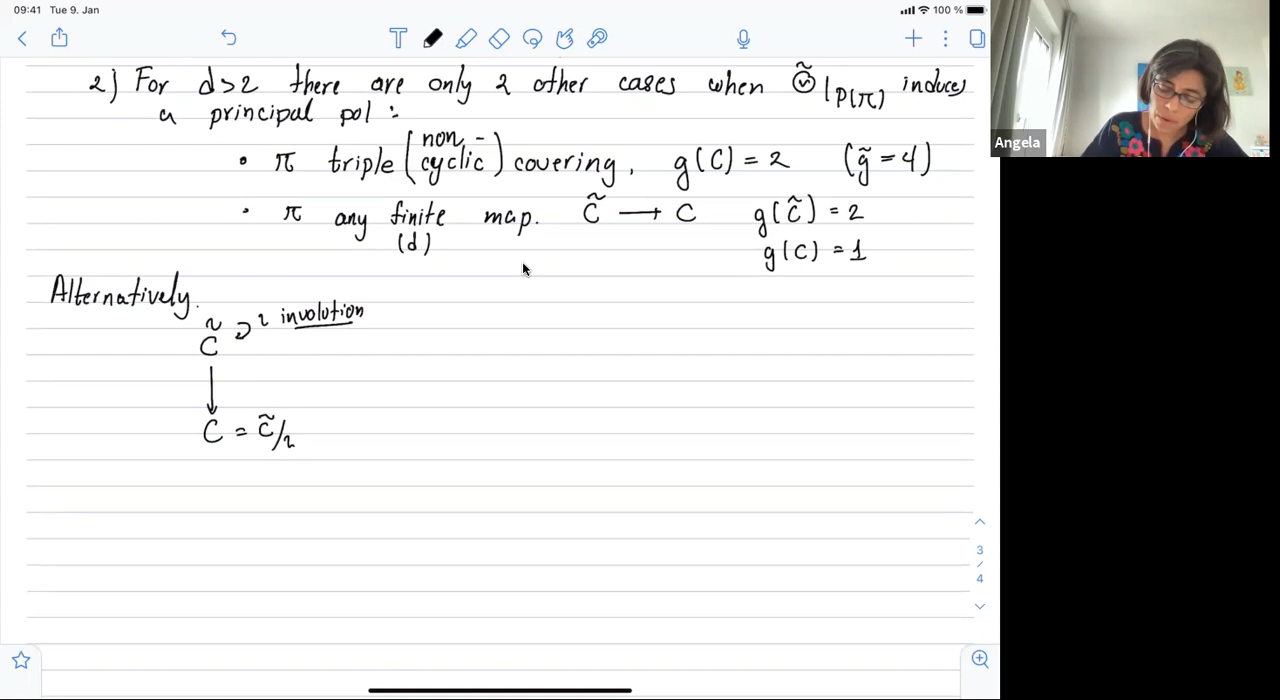 09:41 Tue 9. Jan
100 %
2) For d>2 there are only 2 other cases when Θ̃|P(π) induces
a principal pol :
• π triple (non-cyclic) covering, g(C) = 2 (g̃ = 4)
• π any finite map. C̃ → C g(C̃) = 2
(d) g(C) = 1
Alternatively.
C̃ ι involution
↓
C = C̃/ι
Angela
3
/
4